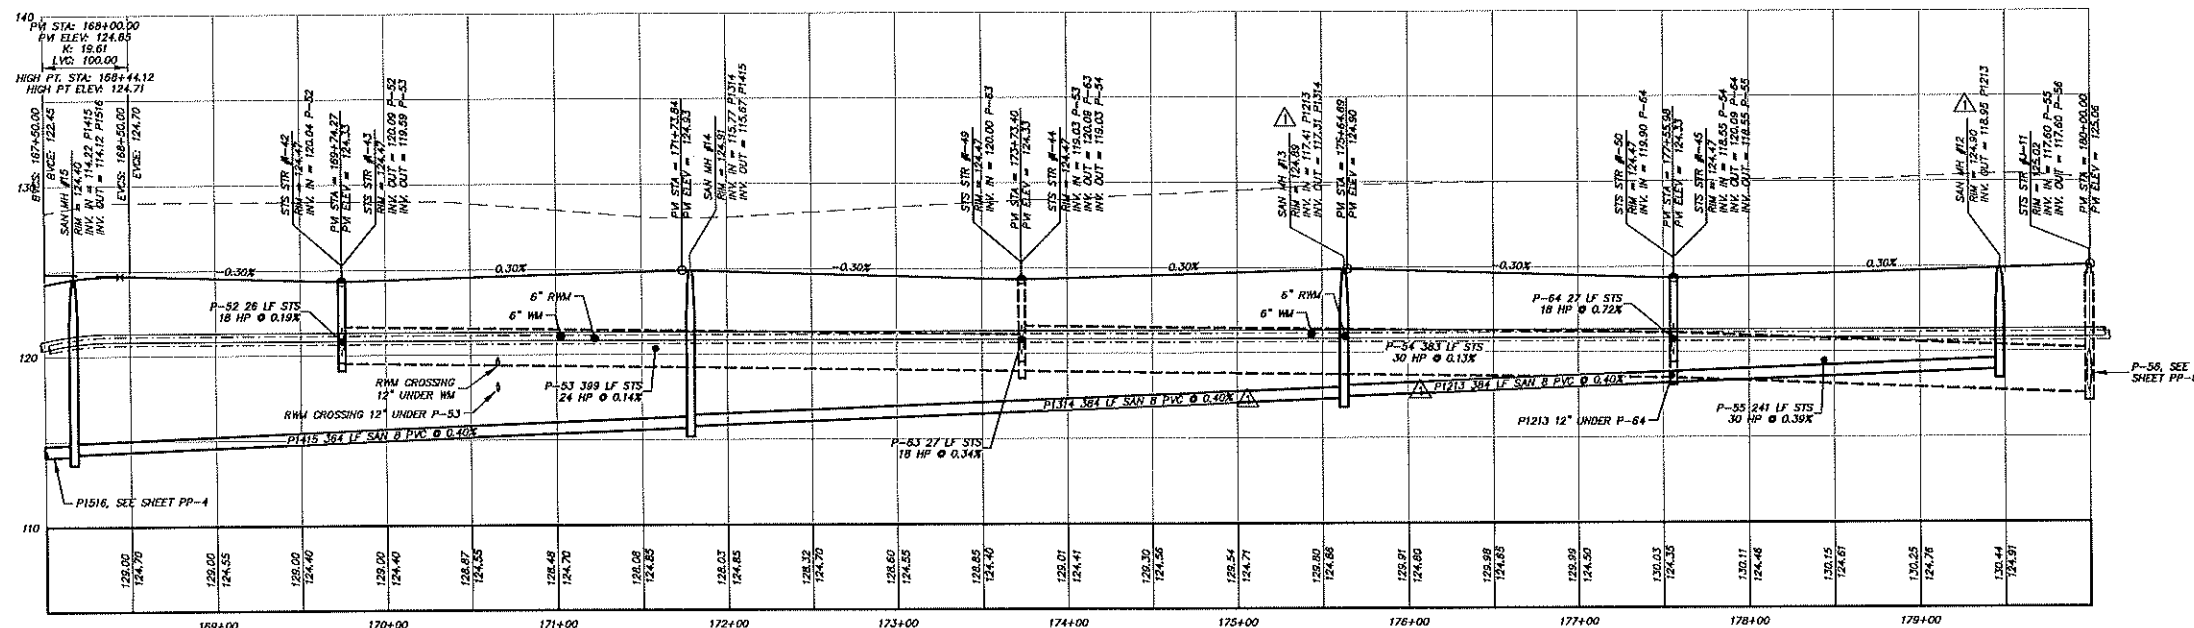 140
130
120
110
PVI STA: 168+00.00
PVI ELEV: 124.85
K: 19.61
LVC: 100.00
HIGH PT. STA: 168+44.12
HIGH PT ELEV: 124.71
BVCS: 167+50.00
BVCE: 122.45
SAN MH #15
RIM = 124.40
INV. IN = 114.22 P1415
INV. OUT = 114.12 P1516
EVCS: 168+50.00
EVCE: 124.70
STS STR #I-42
RIM = 124.47
INV. IN = 120.04 P-52
PVI STA = 169+74.27
PVI ELEV = 124.33
STS STR #I-43
RIM = 124.47
INV. OUT = 120.09 P-52
INV. OUT = 119.59 P-53
PVI STA = 171+73.84
PVI ELEV = 124.93
SAN MH #14
RIM = 124.91
INV. IN = 115.77 P1314
INV. OUT = 115.67 P1415
STS STR #I-49
RIM = 124.47
INV. IN = 120.00 P-63
PVI STA = 173+73.40
PVI ELEV = 124.33
STS STR #I-44
RIM = 124.47
INV. IN = 119.03 P-53
INV. OUT = 120.09 P-63
INV. OUT = 119.03 P-54
1
SAN MH #13
RIM = 124.89
INV. IN = 117.41 P1213
INV. OUT = 117.31 P1314
PVI STA = 175+64.69
PVI ELEV = 124.90
STS STR #I-50
RIM = 124.47
INV. IN = 119.90 P-64
PVI STA = 177+55.98
PVI ELEV = 124.33
STS STR #I-45
RIM = 124.47
INV. IN = 118.55 P-54
INV. OUT = 120.09 P-64
INV. OUT = 118.55 P-55
1
SAN MH #12
RIM = 124.90
INV. OUT = 118.95 P1213
STS STR #J-11
RIM = 125.02
INV. IN = 117.60 P-55
INV. OUT = 117.60 P-56
PVI STA = 180+00.00
PVI ELEV = 125.06
-0.30%
0.30%
-0.30%
0.30%
-0.30%
0.30%
P-52 26 LF STS
18 HP @ 0.19%
6" RWM
6" WM
6" RWM
6" WM
P-64 27 LF STS
18 HP @ 0.72%
RWM CROSSING
12" UNDER WM
P-53 399 LF STS
24 HP @ 0.14%
RWM CROSSING 12" UNDER P-53
P-54 383 LF STS
30 HP @ 0.13%
P1213 384 LF SAN 8 PVC @ 0.40%
1
P1314 384 LF SAN 8 PVC @ 0.40%
1
P1415 364 LF SAN 8 PVC @ 0.40%
P-63 27 LF STS
18 HP @ 0.34%
P1213 12" UNDER P-64
P-55 241 LF STS
30 HP @ 0.39%
P-58, SEE
SHEET PP-
P1516, SEE SHEET PP-4
129.00
124.70
129.00
124.55
129.00
124.40
129.00
124.40
128.87
124.55
128.48
124.70
128.08
124.85
128.03
124.85
128.32
124.70
128.60
124.55
128.85
124.40
129.01
124.41
129.30
124.56
129.54
124.71
129.80
124.86
129.91
124.80
129.98
124.65
129.99
124.50
130.03
124.35
130.11
124.46
130.15
124.61
130.25
124.76
130.44
124.91
169+00
170+00
171+00
172+00
173+00
174+00
175+00
176+00
177+00
178+00
179+00